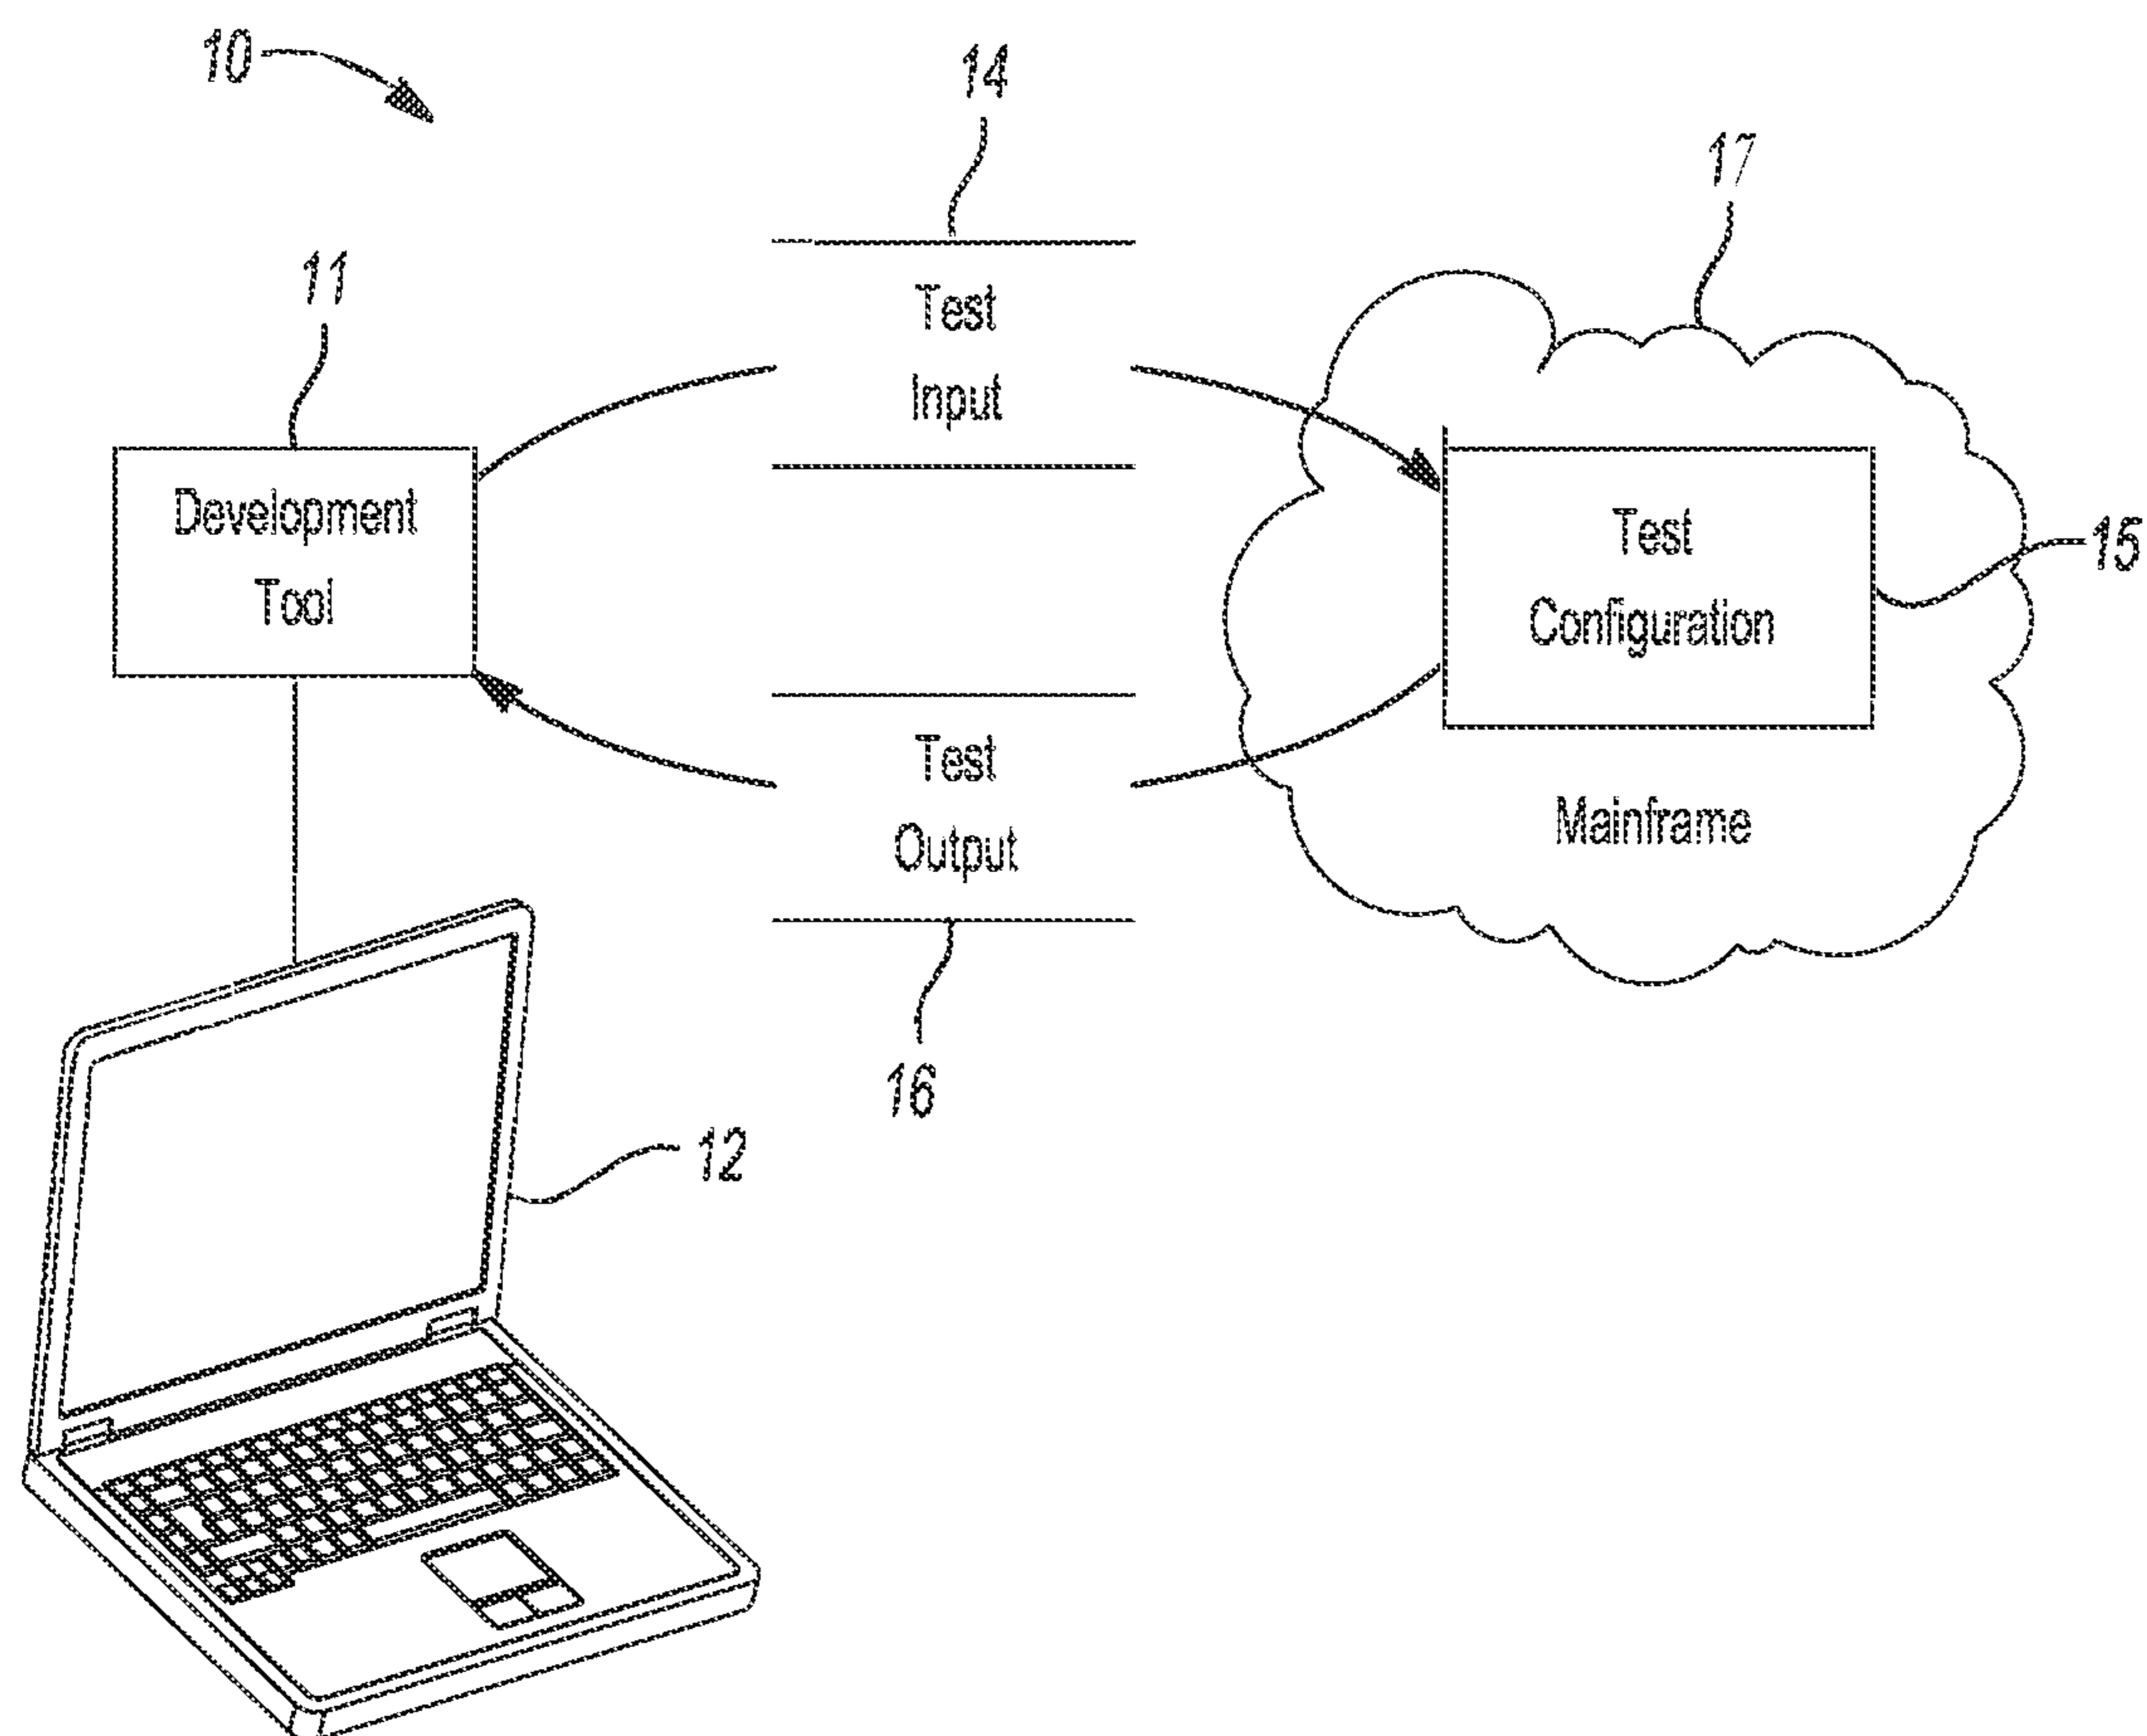 10
14
17
11
Test
Input
Development
Tool
Test
Configuration
15
Test
Output
Mainframe
16
12